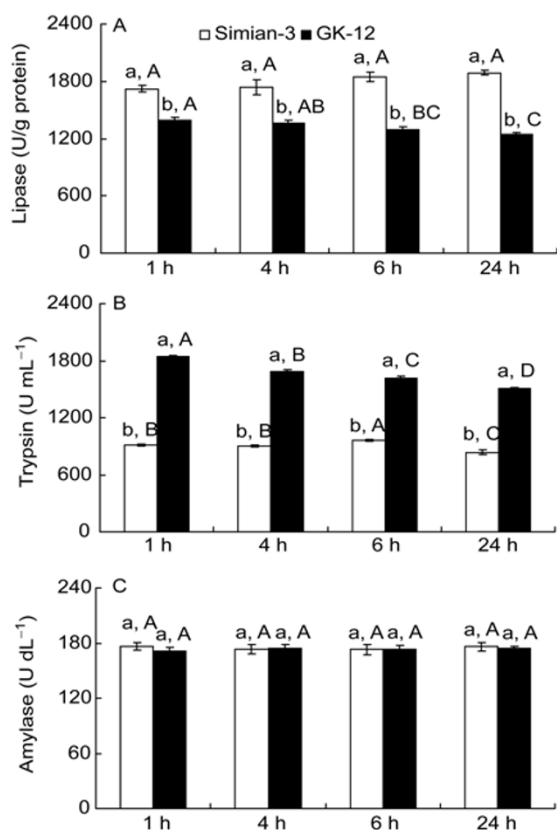 A
Simian-3 GK-12
Lipase (U/g protein)
2400
1800
1200
600
0
a, A
b, A
a, A
b, AB
a, A
b, BC
a, A
b, C
1 h 4 h 6 h 24 h
B
Trypsin (U mL⁻¹)
2400
1800
1200
600
0
b, B
a, A
b, B
a, B
b, A
a, C
b, C
a, D
1 h 4 h 6 h 24 h
C
Amylase (U dL⁻¹)
240
180
120
60
0
a, A
a, A
a, A
a, A
a, A
a, A
a, A
a, A
1 h 4 h 6 h 24 h